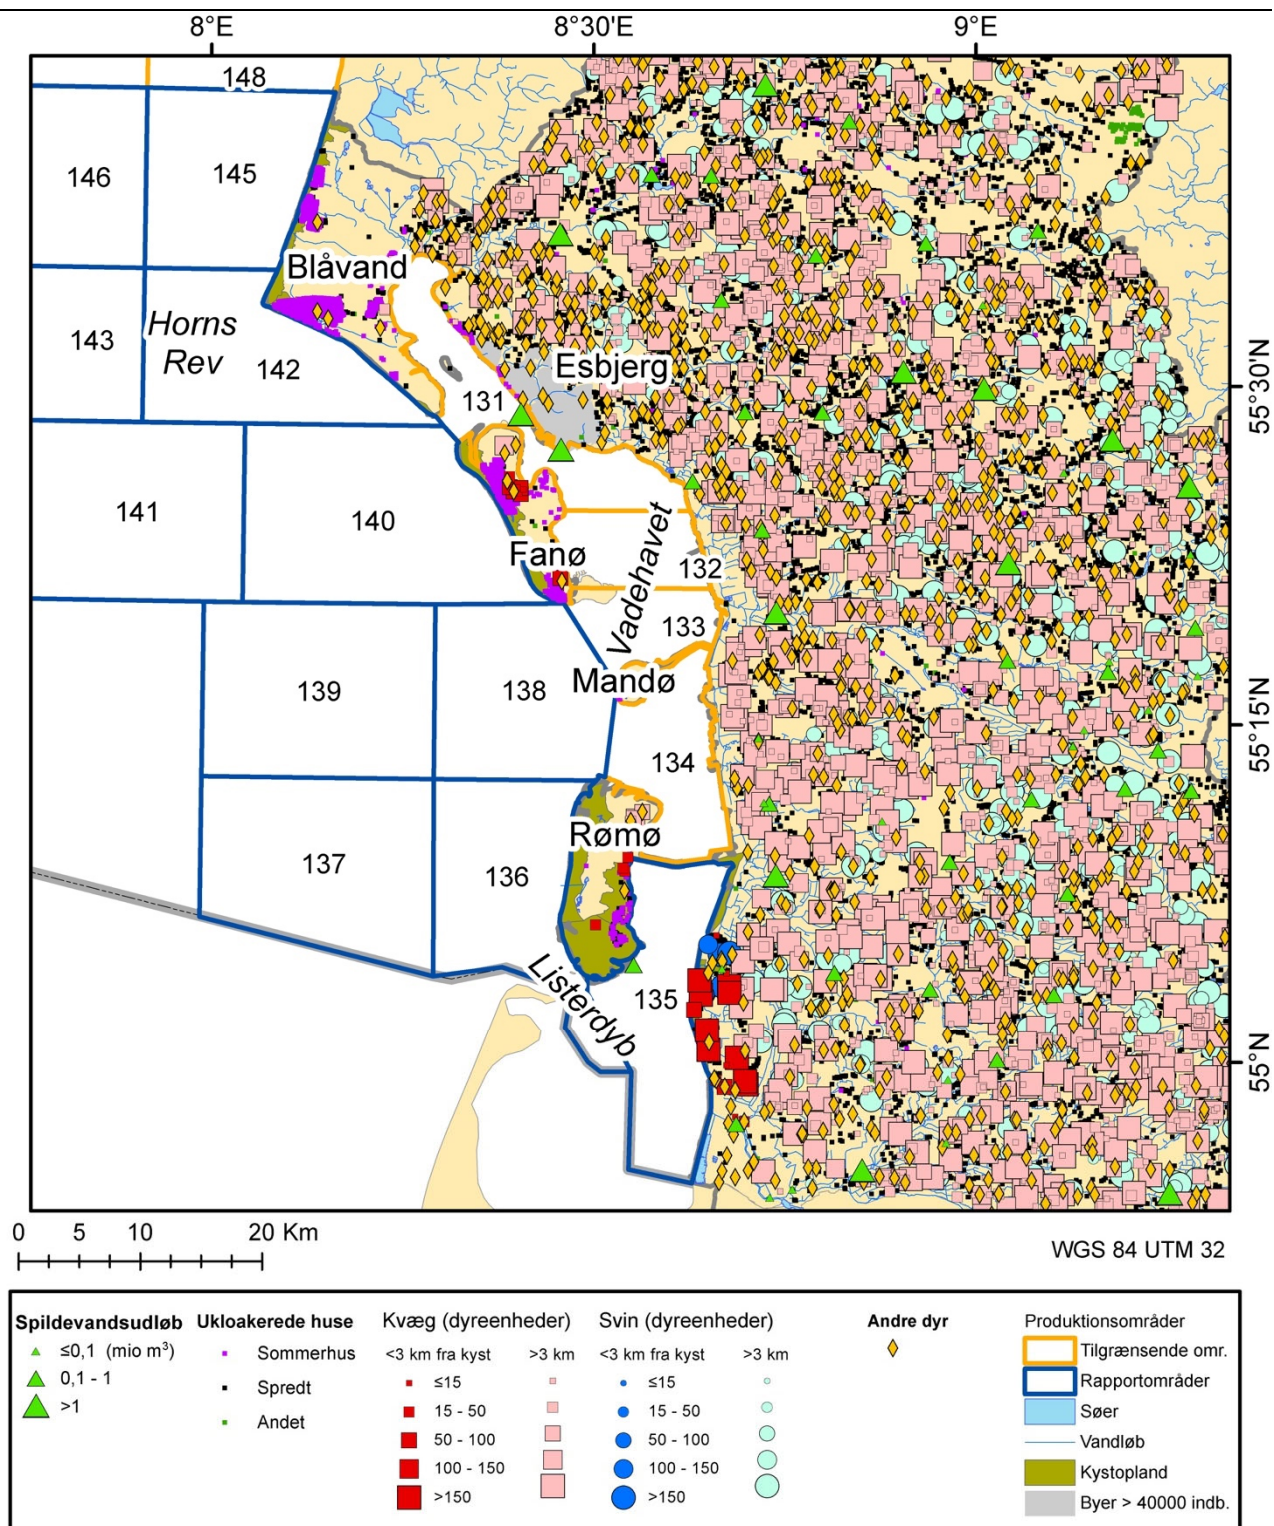 8°E 8°30'E 9°E
148
146 145
Blåvand
143 Horns
Rev
142
Esbjerg
55°30'N
131
141 140
Fanø
Vadehavet
132
133
139 138 Mandø
55°15'N
134
Rømø
137 136
Listerdyb
135
55°N
0 5 10 20 Km
WGS 84 UTM 32
Spildevandsudløb
≤0,1 (mio m³)
0,1 - 1
>1
Ukloakerede huse
Sommerhus
Spredt
Andet
Kvæg (dyreenheder)
<3 km fra kyst >3 km
≤15
15 - 50
50 - 100
100 - 150
>150
Svin (dyreenheder)
<3 km fra kyst >3 km
≤15
15 - 50
50 - 100
100 - 150
>150
Andre dyr
Produktionsområder
Tilgrænsende omr.
Rapportområder
Søer
Vandløb
Kystopland
Byer > 40000 indb.